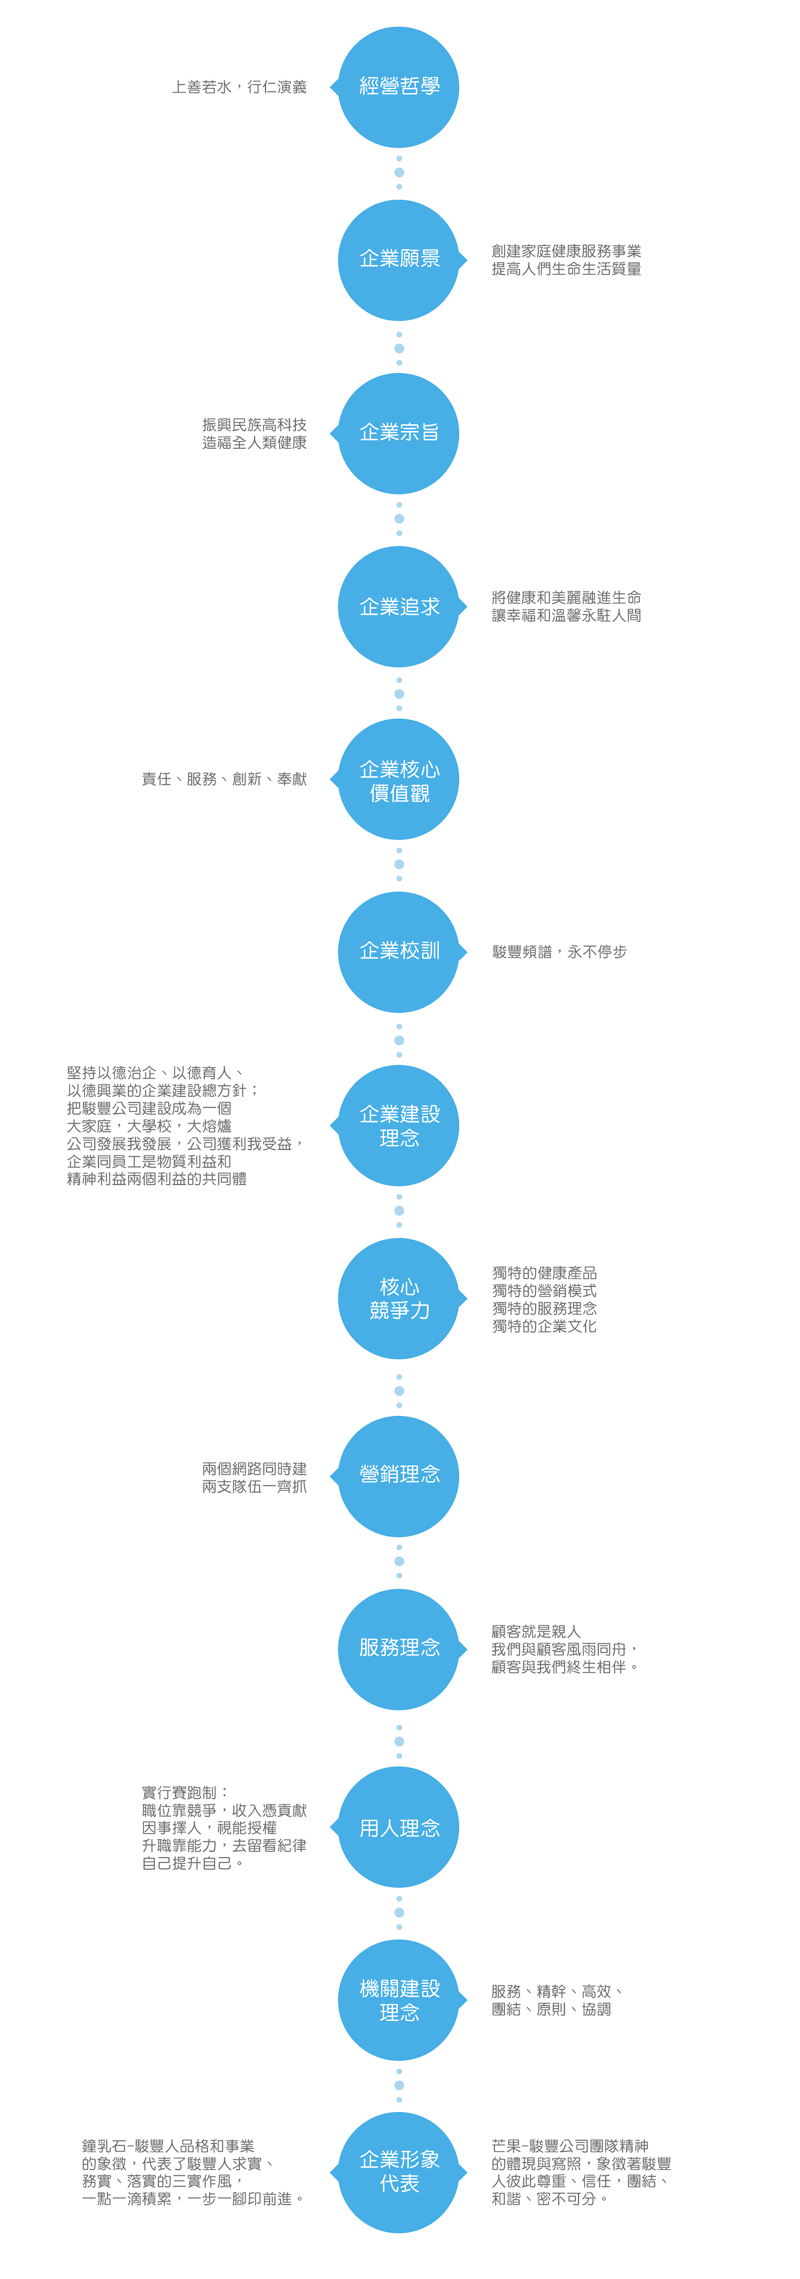 經營哲學
上善若水，行仁演義
企業願景
創建家庭健康服務事業
提高人們生命生活質量
企業宗旨
振興民族高科技
造福全人類健康
企業追求
將健康和美麗融進生命
讓幸福和溫馨永駐人間
企業核心
價值觀
責任、服務、創新、奉獻
企業校訓
駿豐頻譜，永不停步
企業建設
理念
堅持以德治企、以德育人、
以德興業的企業建設總方針；
把駿豐公司建設成為一個
大家庭，大學校，大熔爐
公司發展我發展，公司獲利我受益，
企業同員工是物質利益和
精神利益兩個利益的共同體
核心
競爭力
獨特的健康產品
獨特的營銷模式
獨特的服務理念
獨特的企業文化
營銷理念
兩個網路同時建
兩支隊伍一齊抓
服務理念
顧客就是親人
我們與顧客風雨同舟，
顧客與我們終生相伴。
用人理念
實行賽跑制：
職位靠競爭，收入憑貢獻
因事擇人，視能授權
升職靠能力，去留看紀律
自己提升自己。
機關建設
理念
服務、精幹、高效、
團結、原則、協調
企業形象
代表
鐘乳石-駿豐人品格和事業
的象徵，代表了駿豐人求實、
務實、落實的三實作風，
一點一滴積累，一步一腳印前進。
芒果-駿豐公司團隊精神
的體現與寫照，象徵著駿豐
人彼此尊重、信任，團結、
和諧、密不可分。